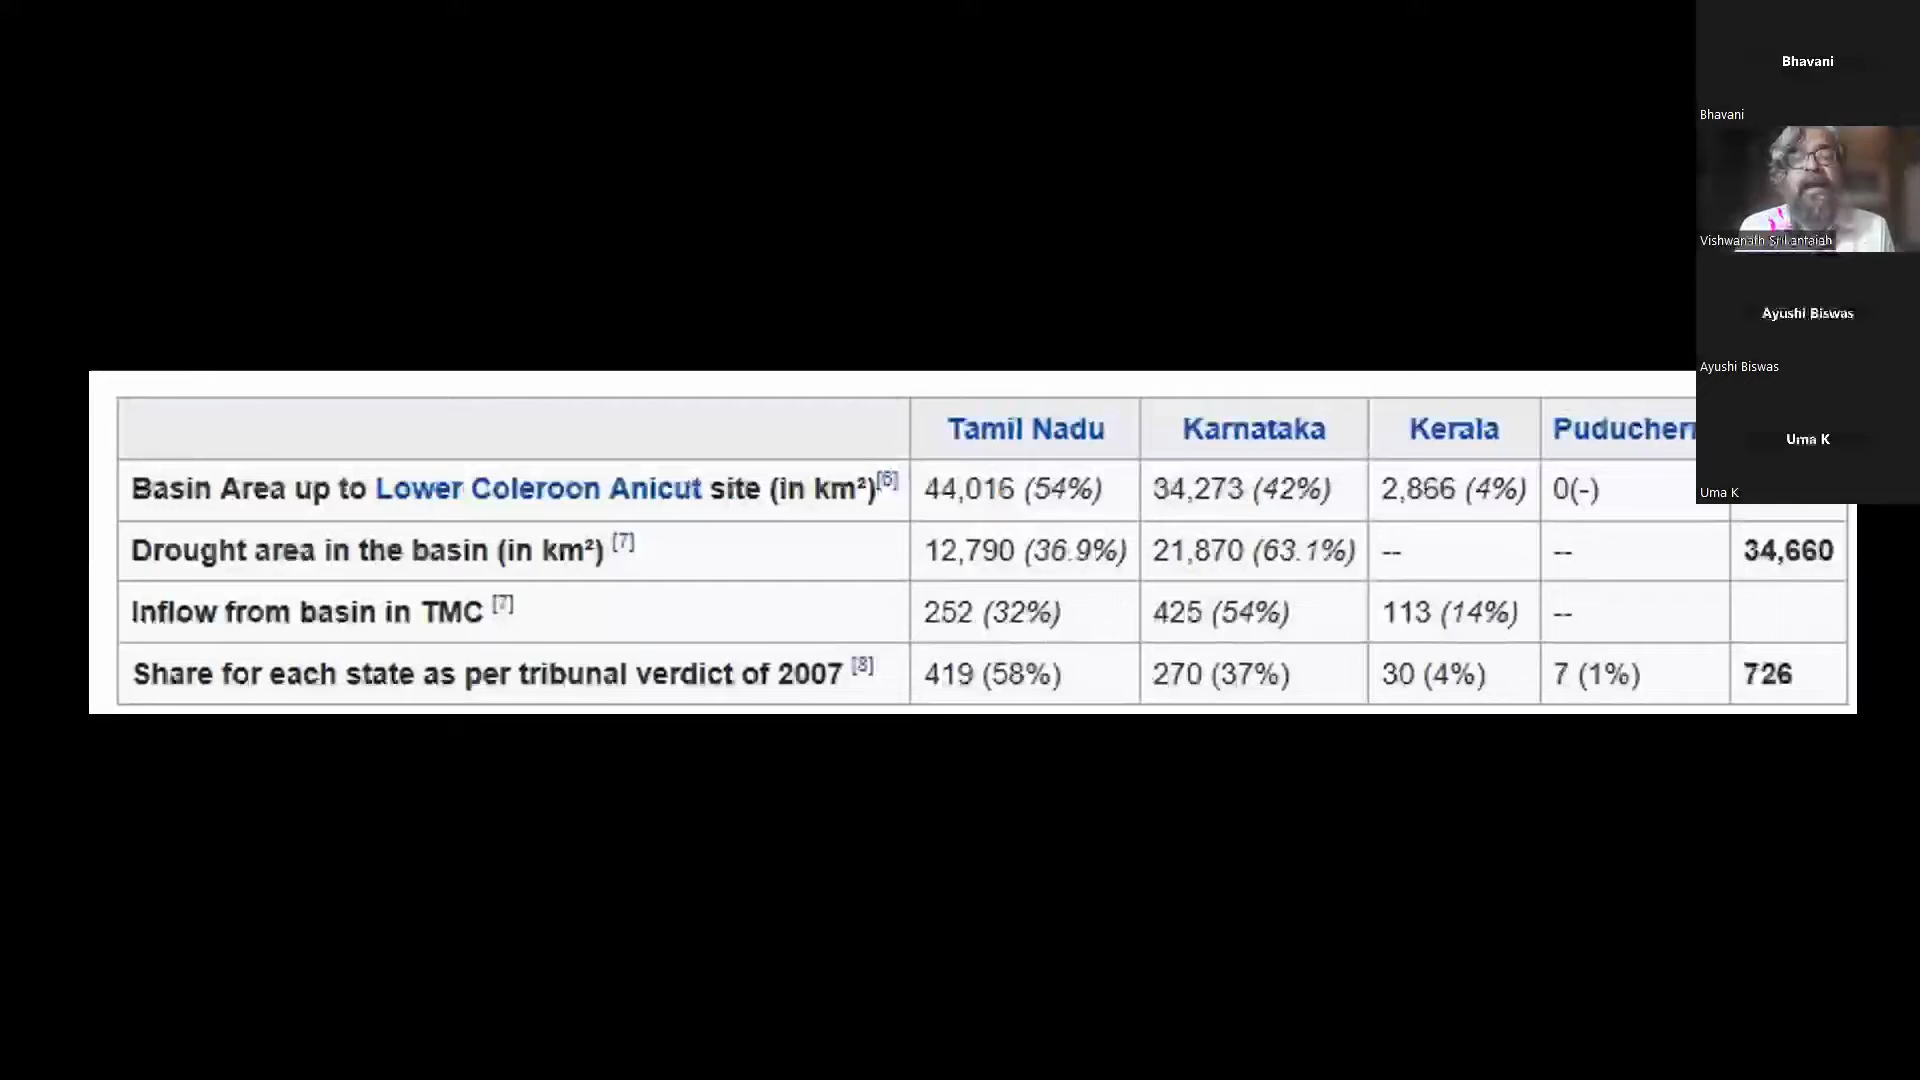 Bhavani
Bhavani
Vishwanath Srikantaiah
Ayushi Biswas
Ayushi Biswas
Uma K
Uma K
Tamil Nadu Karnataka Kerala
Basin Area up to Lower Coleroon Anicut site (in km²)[6] 44,016 (54%) 34,273 (42%) 2,866 (4%) 0(-)
Drought area in the basin (in km²) [7] 12,790 (36.9%) 21,870 (63.1%) -- -- 34,660
Inflow from basin in TMC [7] 252 (32%) 425 (54%) 113 (14%) --
Share for each state as per tribunal verdict of 2007 [8] 419 (58%) 270 (37%) 30 (4%) 7 (1%) 726